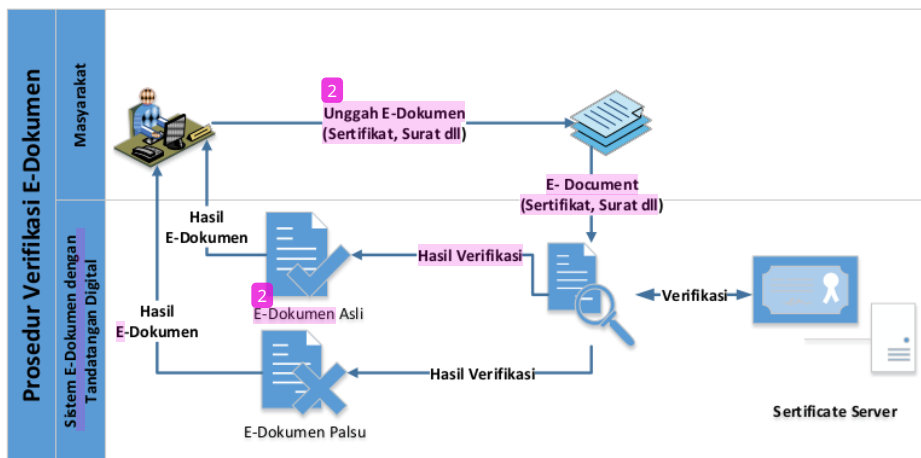 Prosedur Verifikasi E-Dokumen
Masyarakat
2
Unggah E-Dokumen
(Sertifikat, Surat dll)
E- Document
(Sertifikat, Surat dll)
Sistem E-Dokumen dengan
Tandatangan Digital
Hasil
E-Dokumen
Hasil Verifikasi
2
E-Dokumen Asli
Verifikasi
Hasil
E-Dokumen
Hasil Verifikasi
E-Dokumen Palsu
Sertificate Server